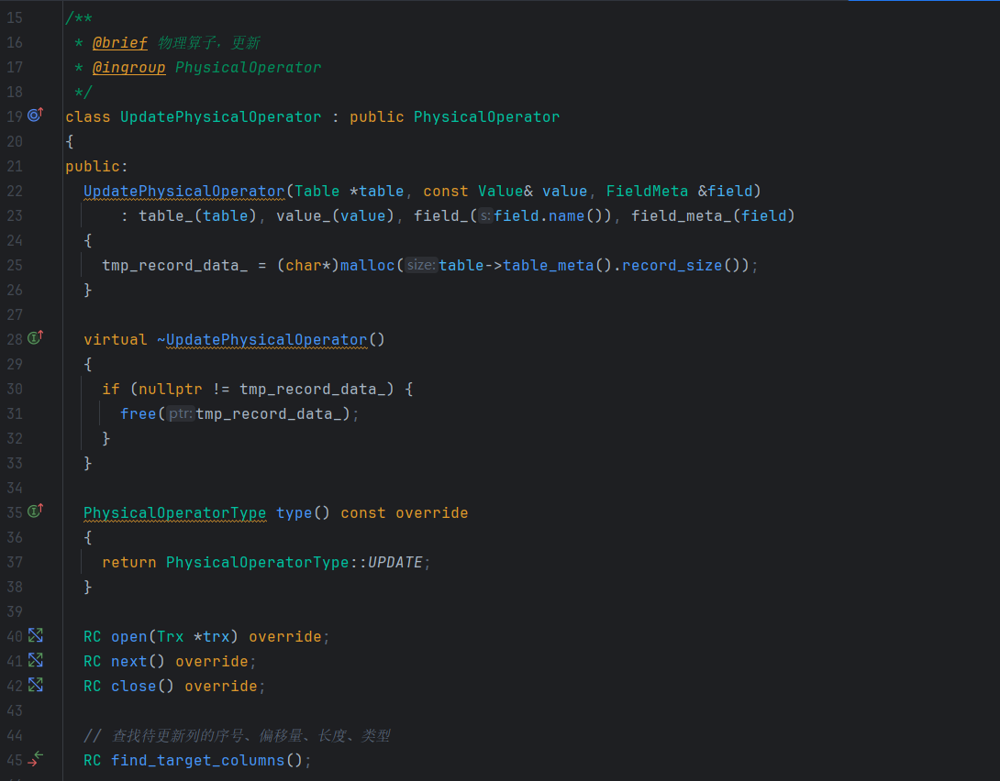 15 /**
16  * @brief 物理算子，更新
17  * @ingroup PhysicalOperator
18  */
19 class UpdatePhysicalOperator : public PhysicalOperator
20 {
21 public:
22   UpdatePhysicalOperator(Table *table, const Value& value, FieldMeta &field)
23       : table_(table), value_(value), field_(s:field.name()), field_meta_(field)
24   {
25     tmp_record_data_ = (char*)malloc(size:table->table_meta().record_size());
26   }
27
28   virtual ~UpdatePhysicalOperator()
29   {
30     if (nullptr != tmp_record_data_) {
31       free(ptr:tmp_record_data_);
32     }
33   }
34
35   PhysicalOperatorType type() const override
36   {
37     return PhysicalOperatorType::UPDATE;
38   }
39
40   RC open(Trx *trx) override;
41   RC next() override;
42   RC close() override;
43
44   // 查找待更新列的序号、偏移量、长度、类型
45   RC find_target_columns();